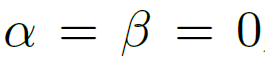 α = β = 0,